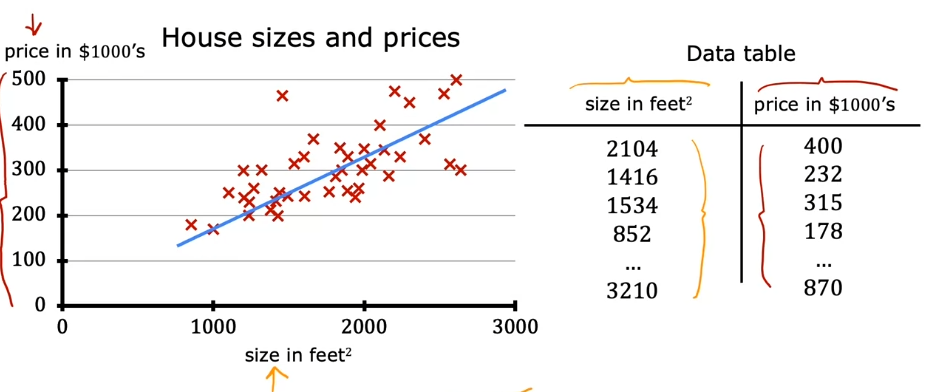 House sizes and prices
price in $1000's
500
400
300
200
100
0
0 1000 2000 3000
size in feet²
Data table
size in feet² price in $1000's
2104 400
1416 232
1534 315
852 178
... ...
3210 870